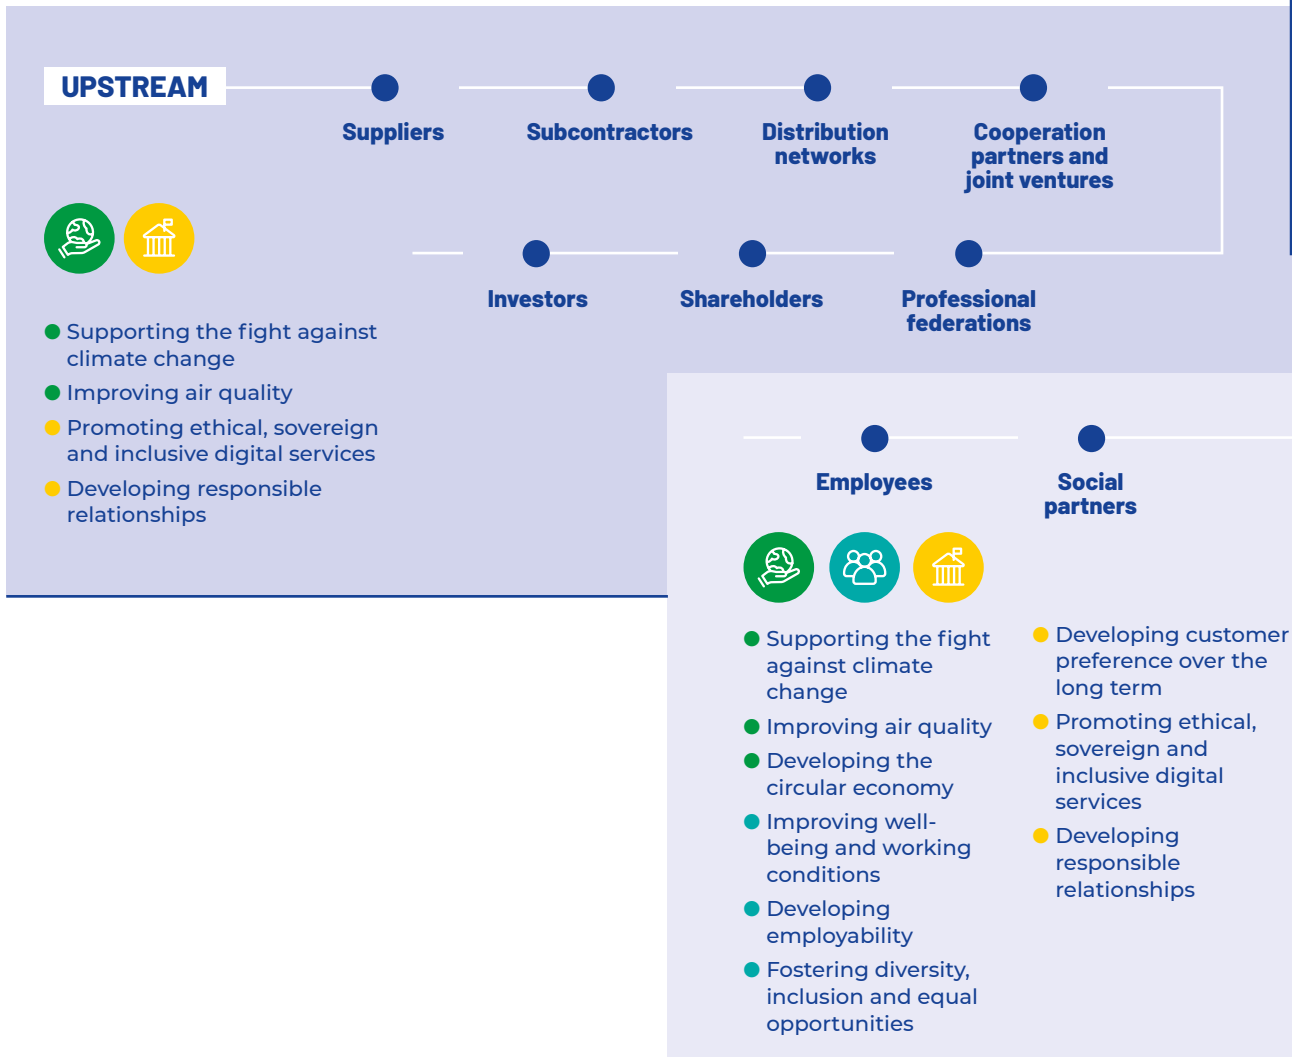 UPSTREAM
Suppliers
Subcontractors
Distribution
networks
Cooperation
partners and
joint ventures
Investors
Shareholders
Professional
federations
Supporting the fight against
climate change
Improving air quality
Promoting ethical, sovereign
and inclusive digital services
Developing responsible
relationships
Employees
Social
partners
Supporting the fight
against climate
change
Improving air quality
Developing the
circular economy
Improving well-
being and working
conditions
Developing
employability
Fostering diversity,
inclusion and equal
opportunities
Developing customer
preference over the
long term
Promoting ethical,
sovereign and
inclusive digital
services
Developing
responsible
relationships